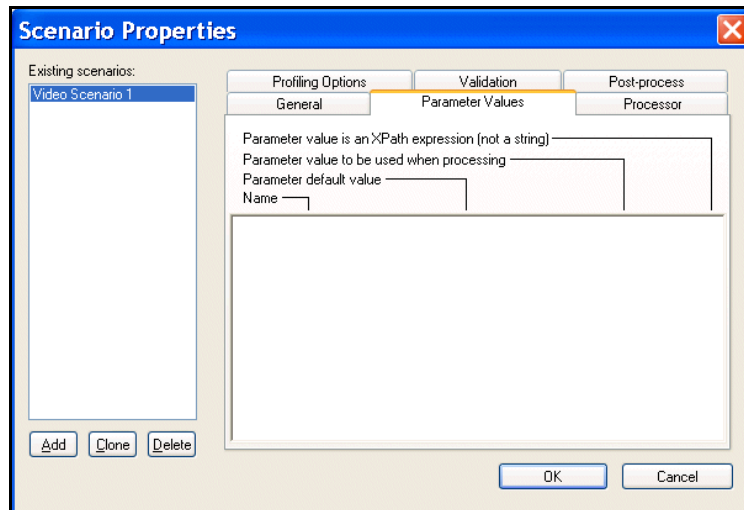 Scenario Properties
Existing scenarios:
Video Scenario 1
Add
Clone
Delete
Profiling Options
Validation
Post-process
General
Parameter Values
Processor
Parameter value is an XPath expression (not a string)
Parameter value to be used when processing
Parameter default value
Name
OK
Cancel